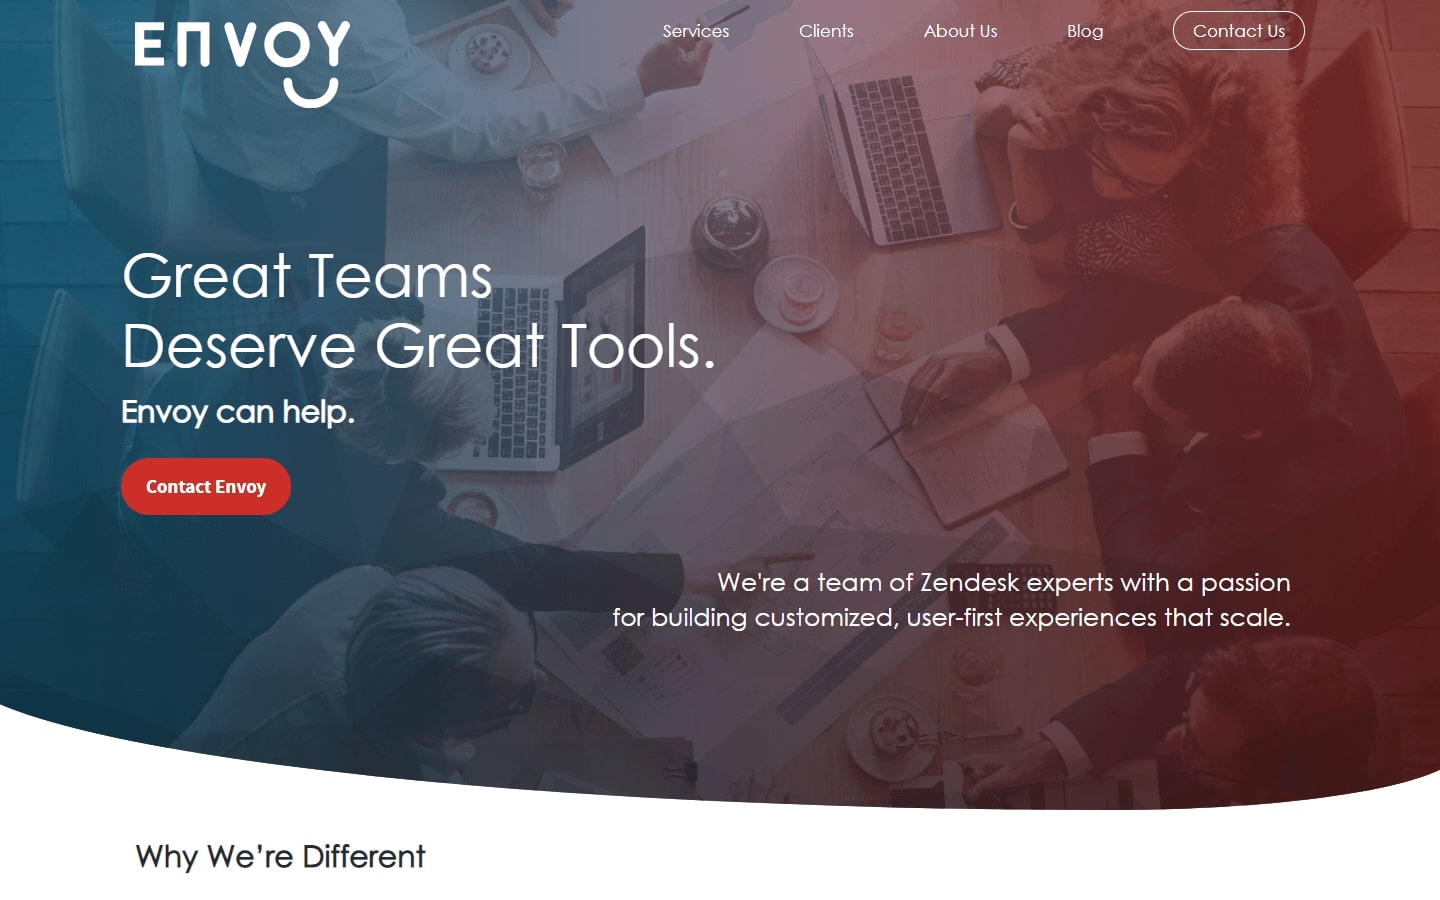 ENVOY
Services
Clients
About Us
Blog
Contact Us
Great Teams
Deserve Great Tools.
Envoy can help.
Contact Envoy
We're a team of Zendesk experts with a passion
for building customized, user-first experiences that scale.
Why We’re Different